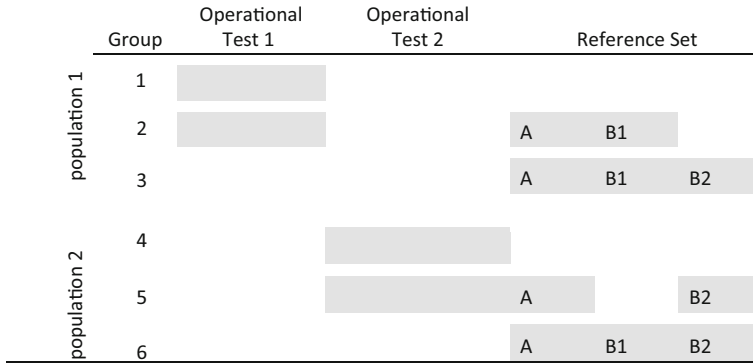 Operational Operational
Group Test 1 Test 2 Reference Set
population 1
1
2 A B1
3 A B1 B2
population 2
4
5 A B2
6 A B1 B2